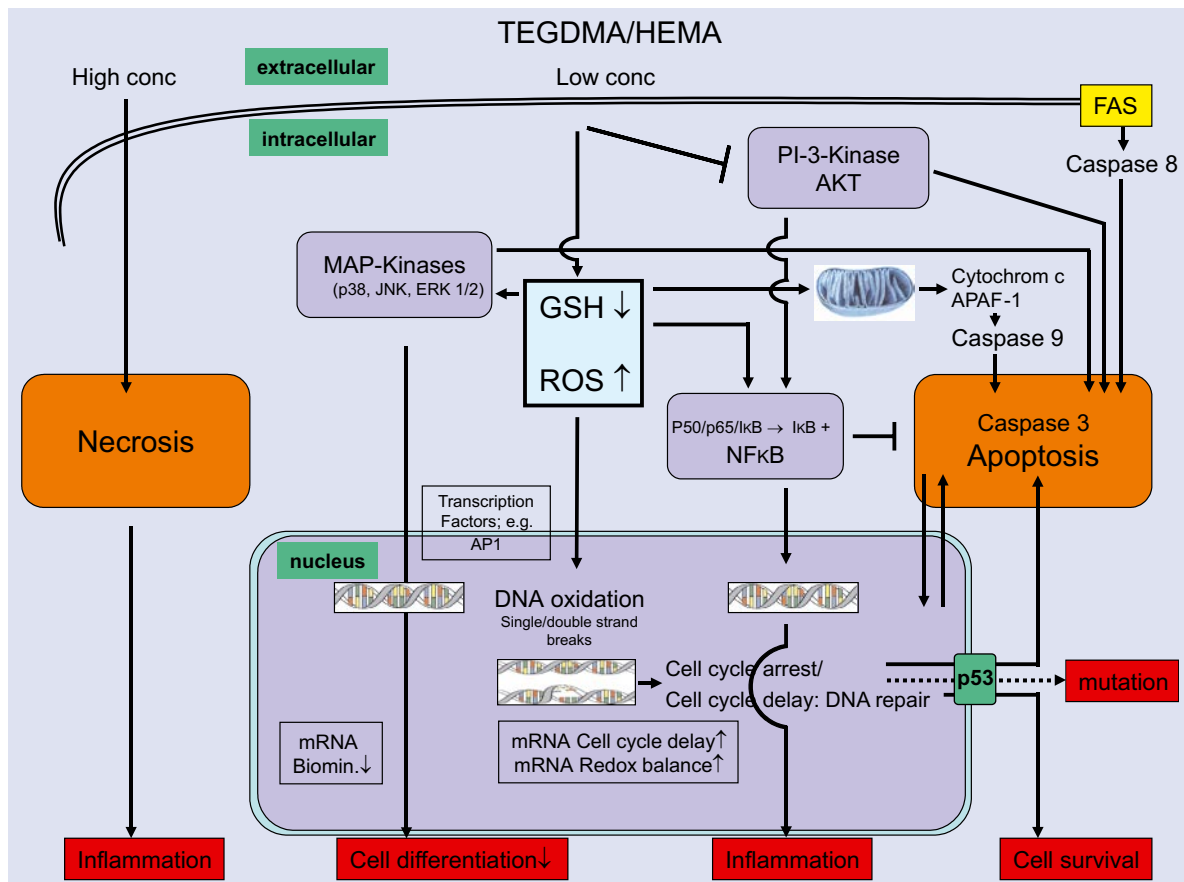 TEGDMA/HEMA
High conc
extracellular
Low conc
FAS
intracellular
PI-3-Kinase
AKT
Caspase 8
MAP-Kinases
(p38, JNK, ERK 1/2)
GSH ↓
ROS ↑
Cytochrom c
APAF-1
Caspase 9
Necrosis
P50/p65/IκB → IκB +
NFκB
Caspase 3
Apoptosis
Transcription
Factors; e.g.
AP1
nucleus
DNA oxidation
Single/double strand
breaks
Cell cycle arrest/
Cell cycle delay: DNA repair
p53
mutation
mRNA
Biomin.↓
mRNA Cell cycle delay↑
mRNA Redox balance↑
Inflammation
Cell differentiation↓
Inflammation
Cell survival